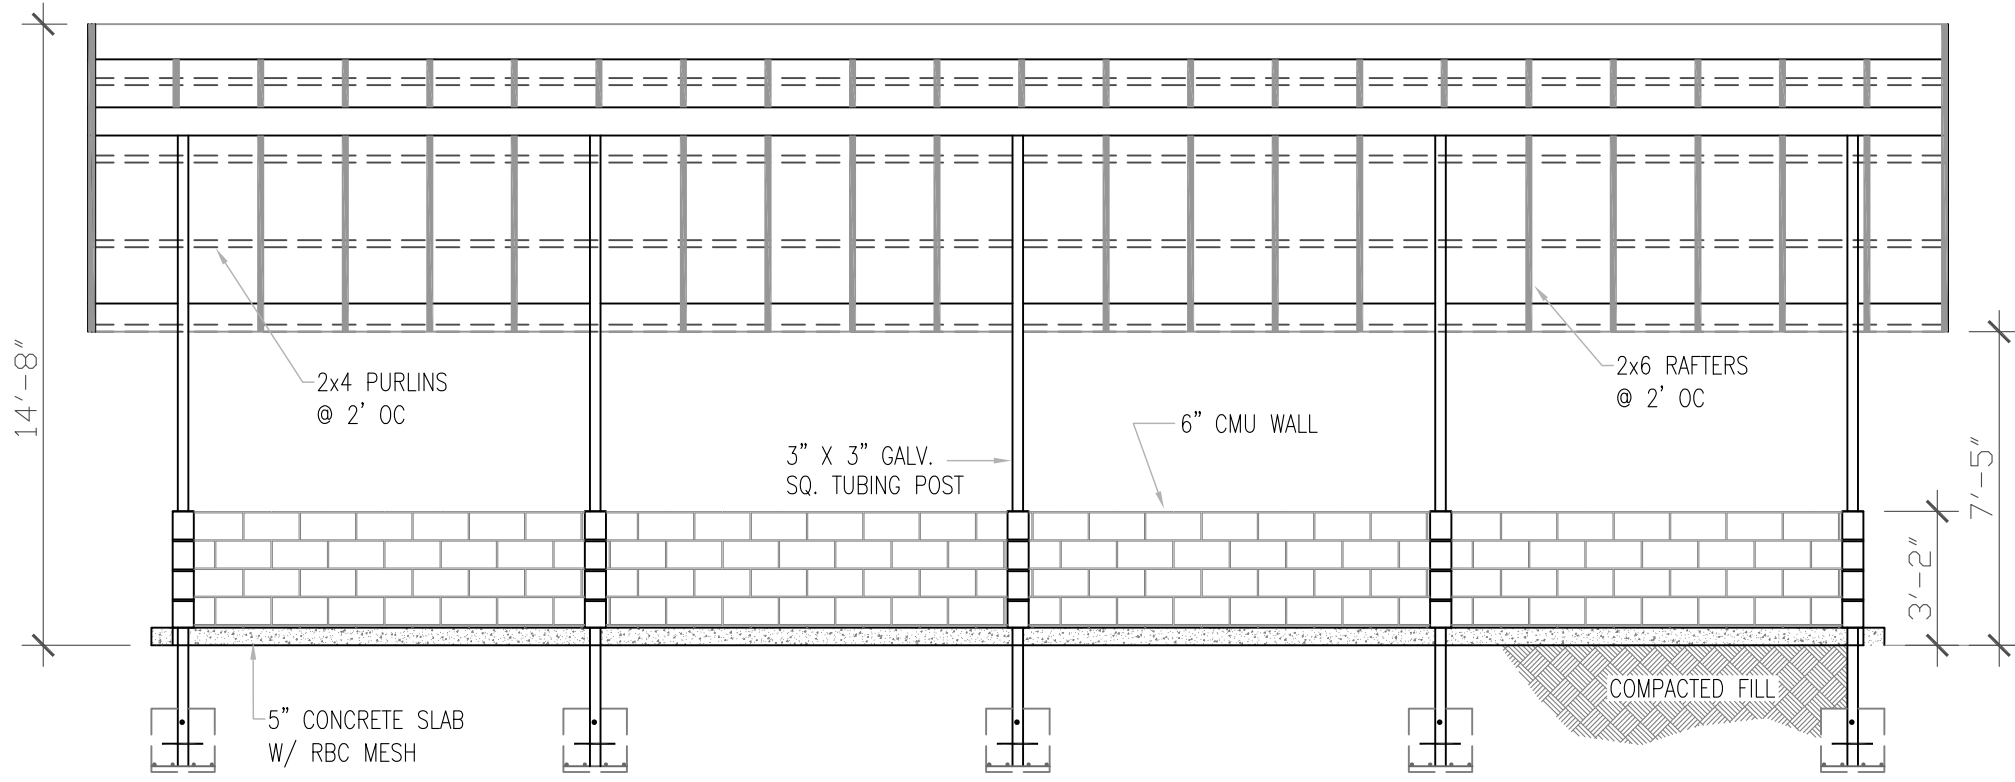 14'-8"
2x4 PURLINS
@ 2' OC
2x6 RAFTERS
@ 2' OC
6" CMU WALL
3" X 3" GALV.
SQ. TUBING POST
7'-5"
3'-2"
COMPACTED FILL
5" CONCRETE SLAB
W/ RBC MESH